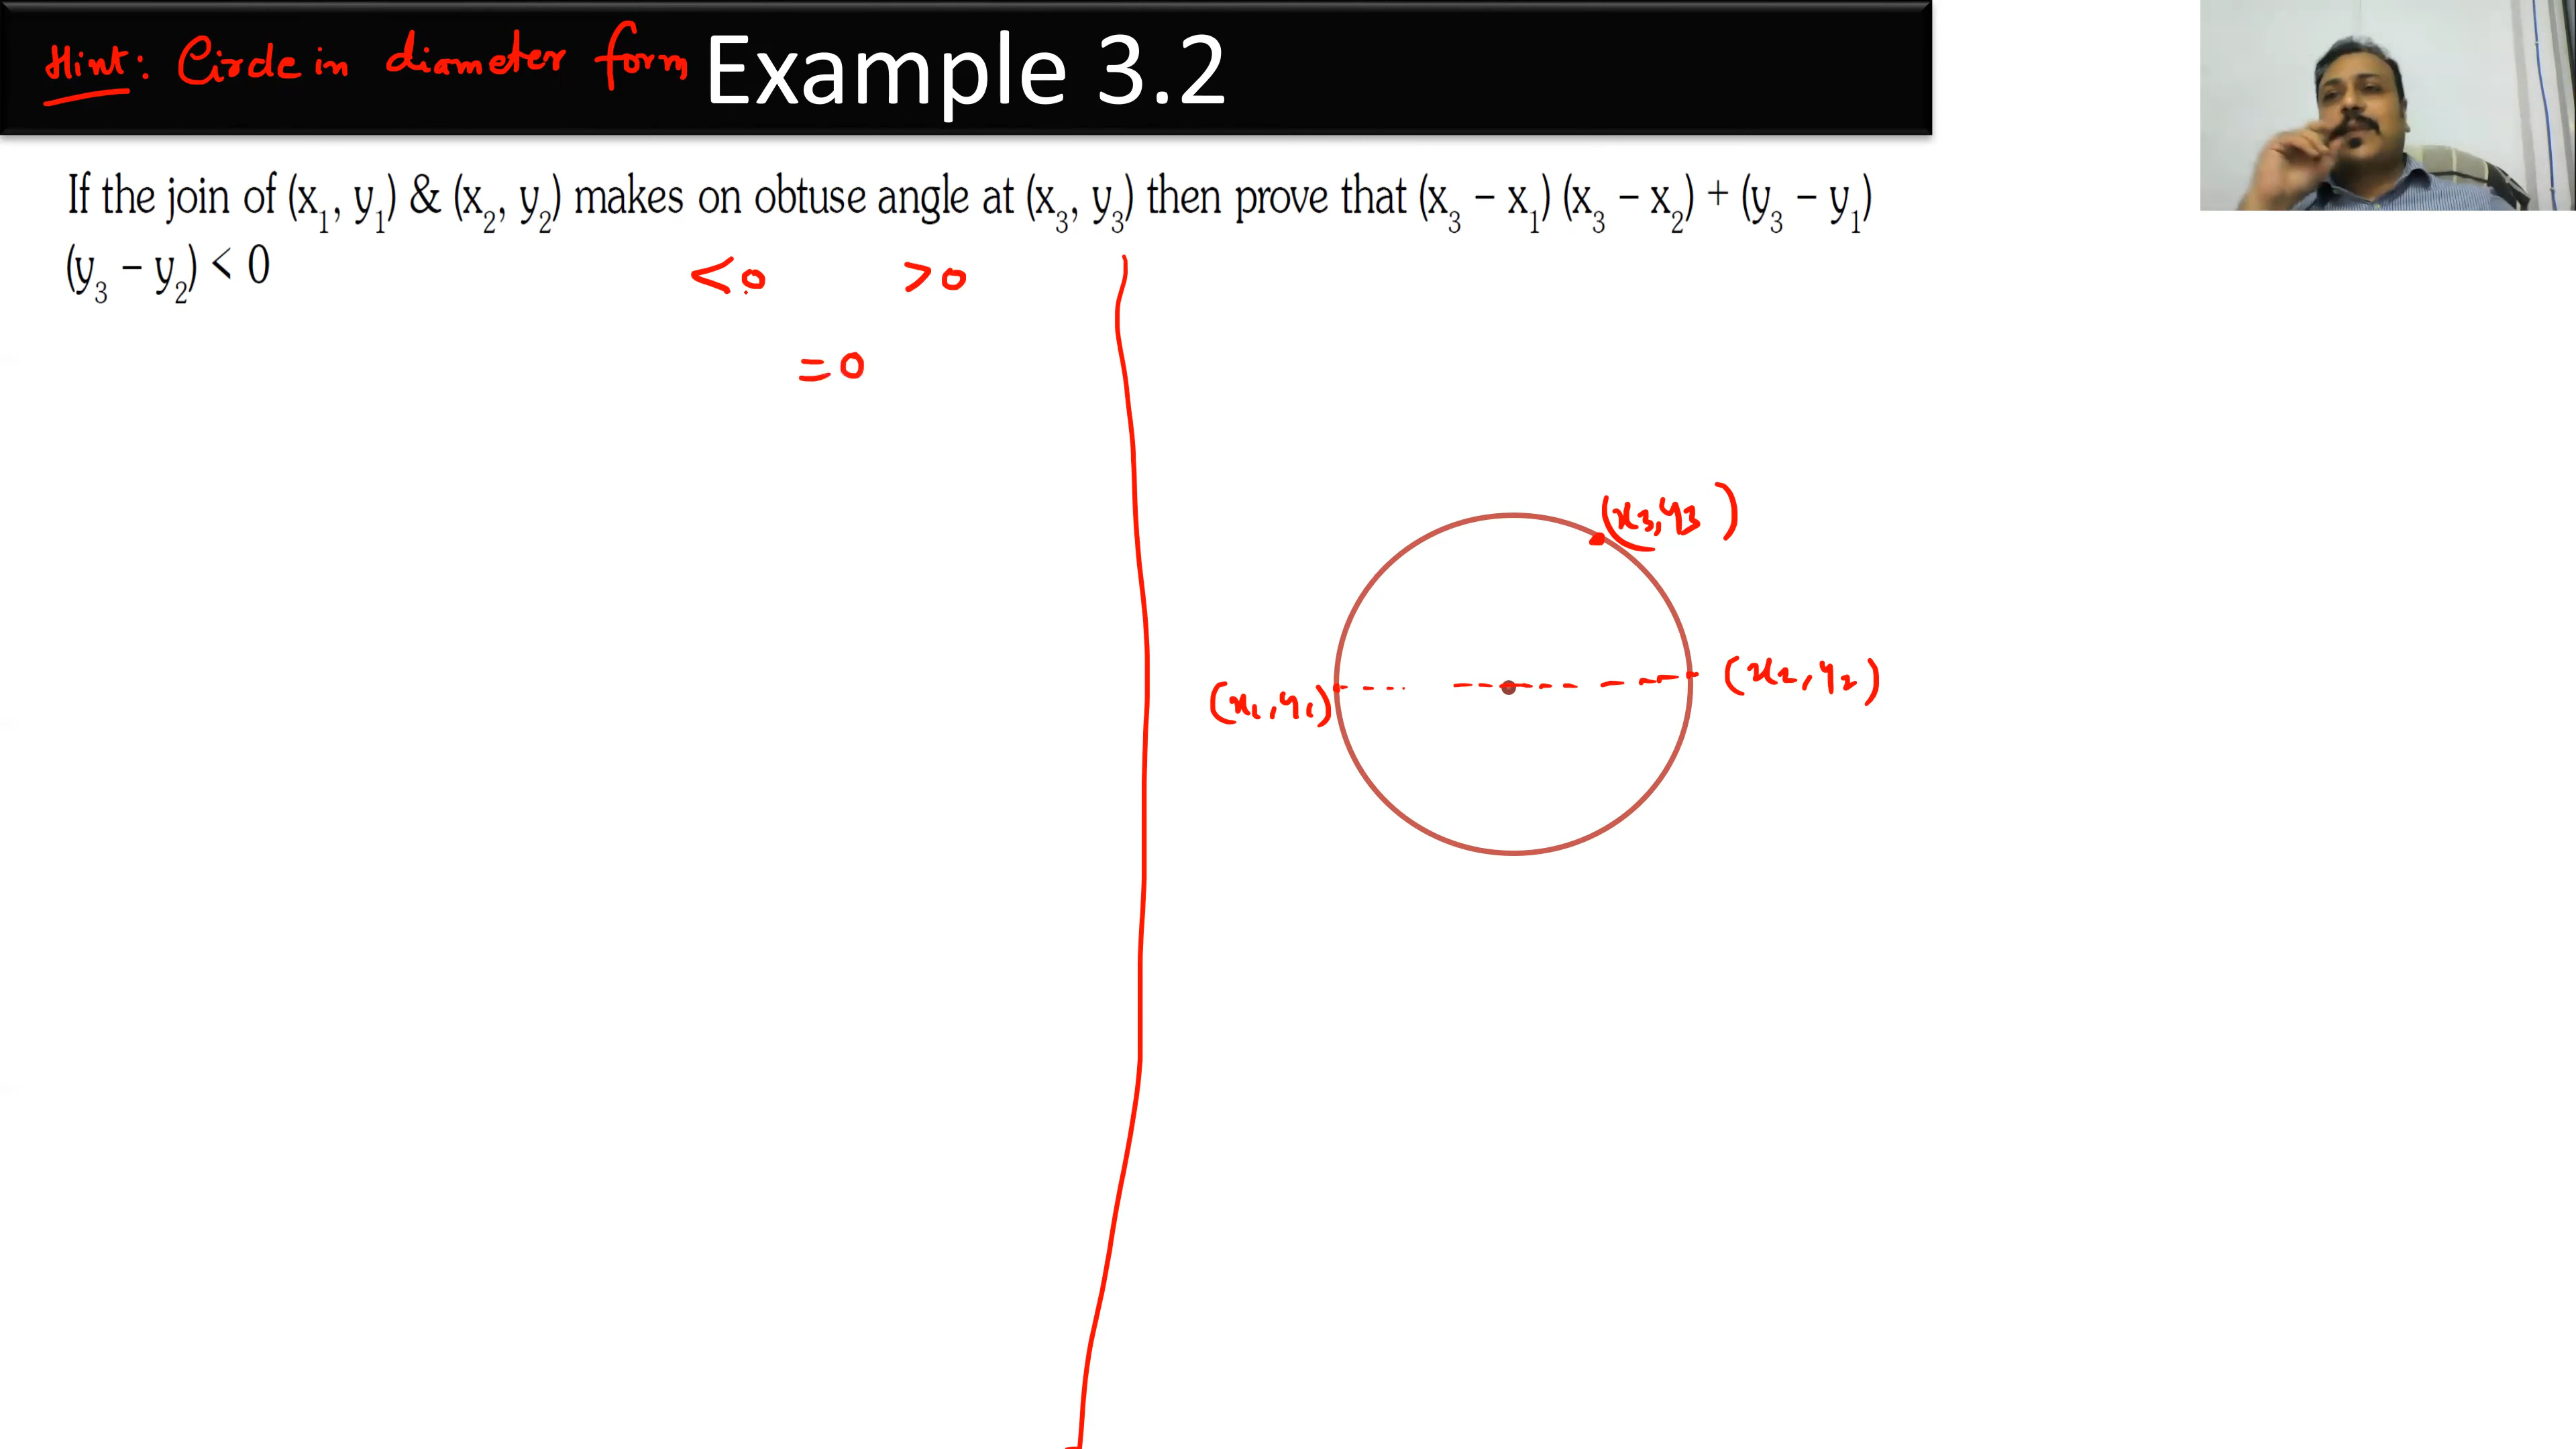 Hint: Circle in diameter form Example 3.2
If the join of (x₁, y₁) & (x₂, y₂) makes on obtuse angle at (x₃, y₃) then prove that (x₃ – x₁) (x₃ – x₂) + (y₃ – y₁)
(y₃ – y₂) < 0
<0 >0
=0
(x₃,y₃)
(x₂,y₂)
(x₁,y₁)